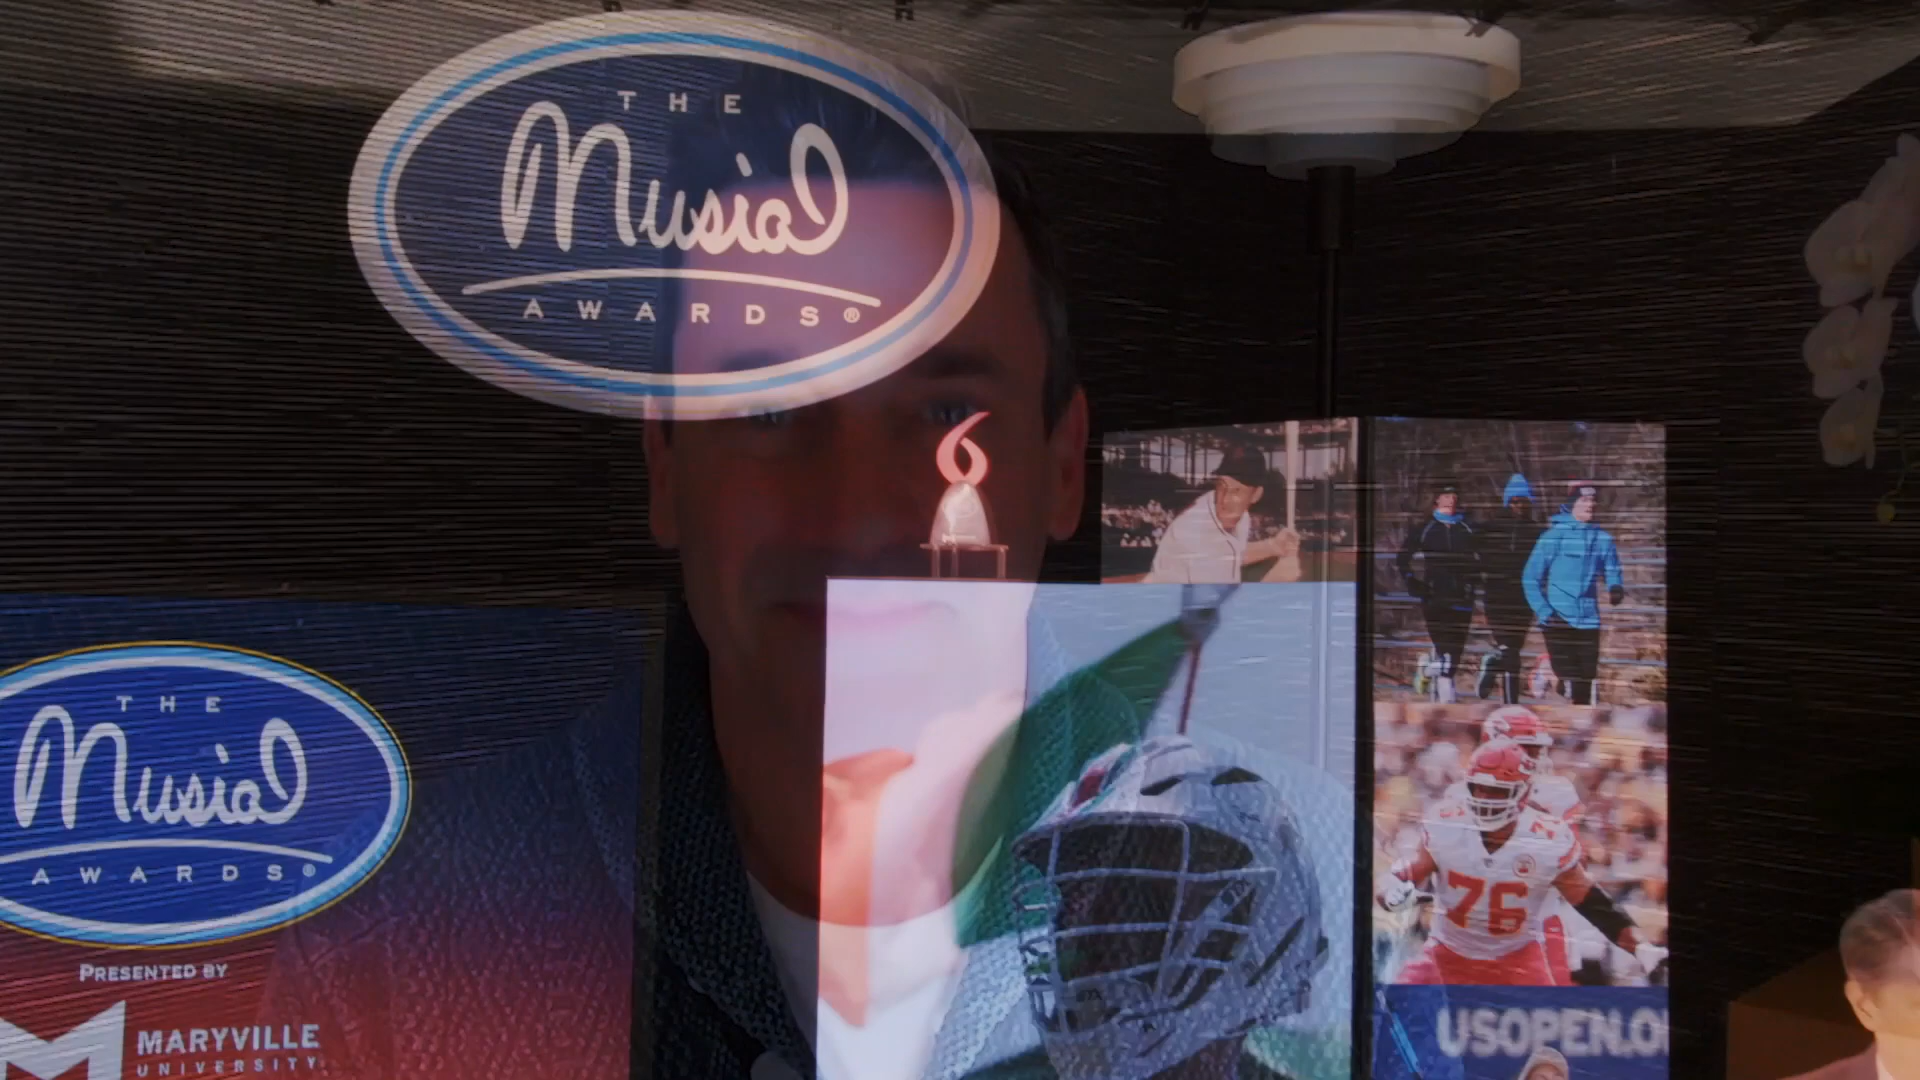 THE
Musial
AWARDS®
THE
Musial
AWARDS®
PRESENTED BY
MARYVILLE
UNIVERSITY
76
USOPEN.O